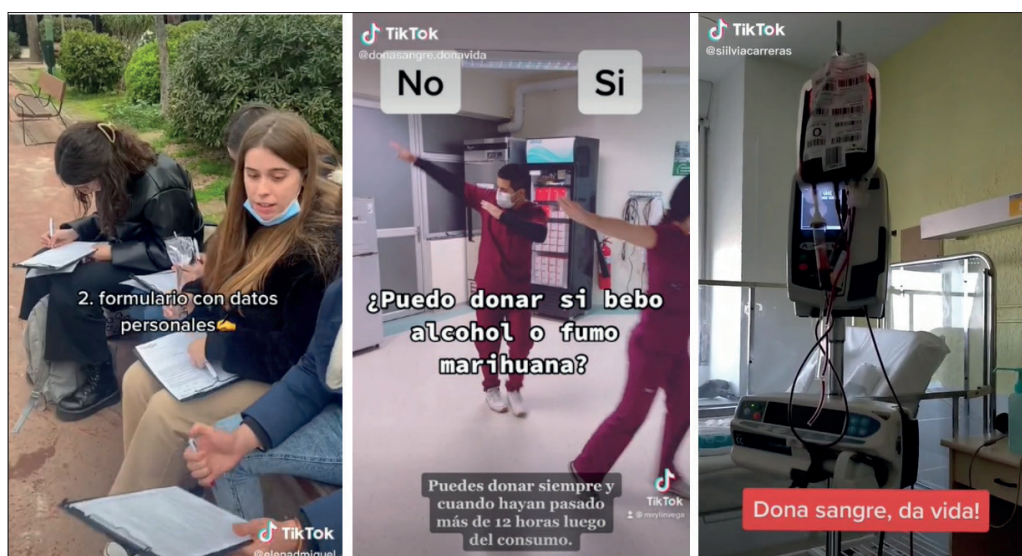 2. formulario con datos
personales✍
TikTok
@elenadmiguel
TikTok
@donasangre.donavida
No
Si
¿Puedo donar si bebo
alcohol o fumo
marihuana?
Puedes donar siempre y
cuando hayan pasado
más de 12 horas luego
del consumo.
TikTok
@meylinvega
TikTok
@siilviacarreras
O
Dona sangre, da vida!